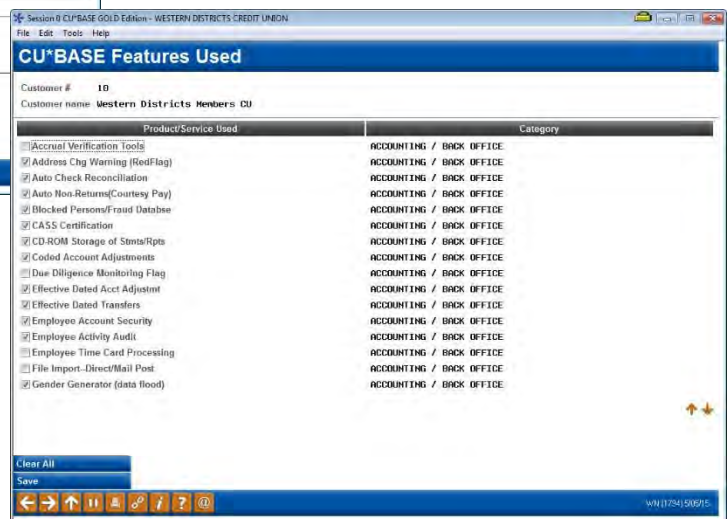 Session 0 CU*BASE GOLD Edition - WESTERN DISTRICTS CREDIT UNION
File Edit Tools Help
CU*BASE Features Used
Customer # 10
Customer name Western Districts Members CU
Product/Service Used Category
Accrual Verification Tools ACCOUNTING / BACK OFFICE
Address Chg Warning (RedFlag) ACCOUNTING / BACK OFFICE
Auto Check Reconciliation ACCOUNTING / BACK OFFICE
Auto Non-Returns(Courtesy Pay) ACCOUNTING / BACK OFFICE
Blocked Persons/Fraud Databse ACCOUNTING / BACK OFFICE
CASS Certification ACCOUNTING / BACK OFFICE
CD-ROM Storage of Stmts/Rpts ACCOUNTING / BACK OFFICE
Coded Account Adjustments ACCOUNTING / BACK OFFICE
Due Diligence Monitoring Flag ACCOUNTING / BACK OFFICE
Effective Dated Acct Adjustmt ACCOUNTING / BACK OFFICE
Effective Dated Transfers ACCOUNTING / BACK OFFICE
Employee Account Security ACCOUNTING / BACK OFFICE
Employee Activity Audit ACCOUNTING / BACK OFFICE
Employee Time Card Processing ACCOUNTING / BACK OFFICE
File Import-Direct/Mail Post ACCOUNTING / BACK OFFICE
Gender Generator (data flood) ACCOUNTING / BACK OFFICE
Clear All
Save
WN (1794) 5/05/15